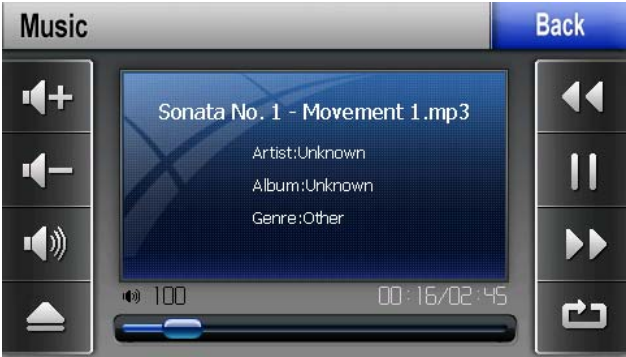 Music
Back
Sonata No. 1 - Movement 1.mp3
Artist:Unknown
Album:Unknown
Genre:Other
100
00:16/02:45